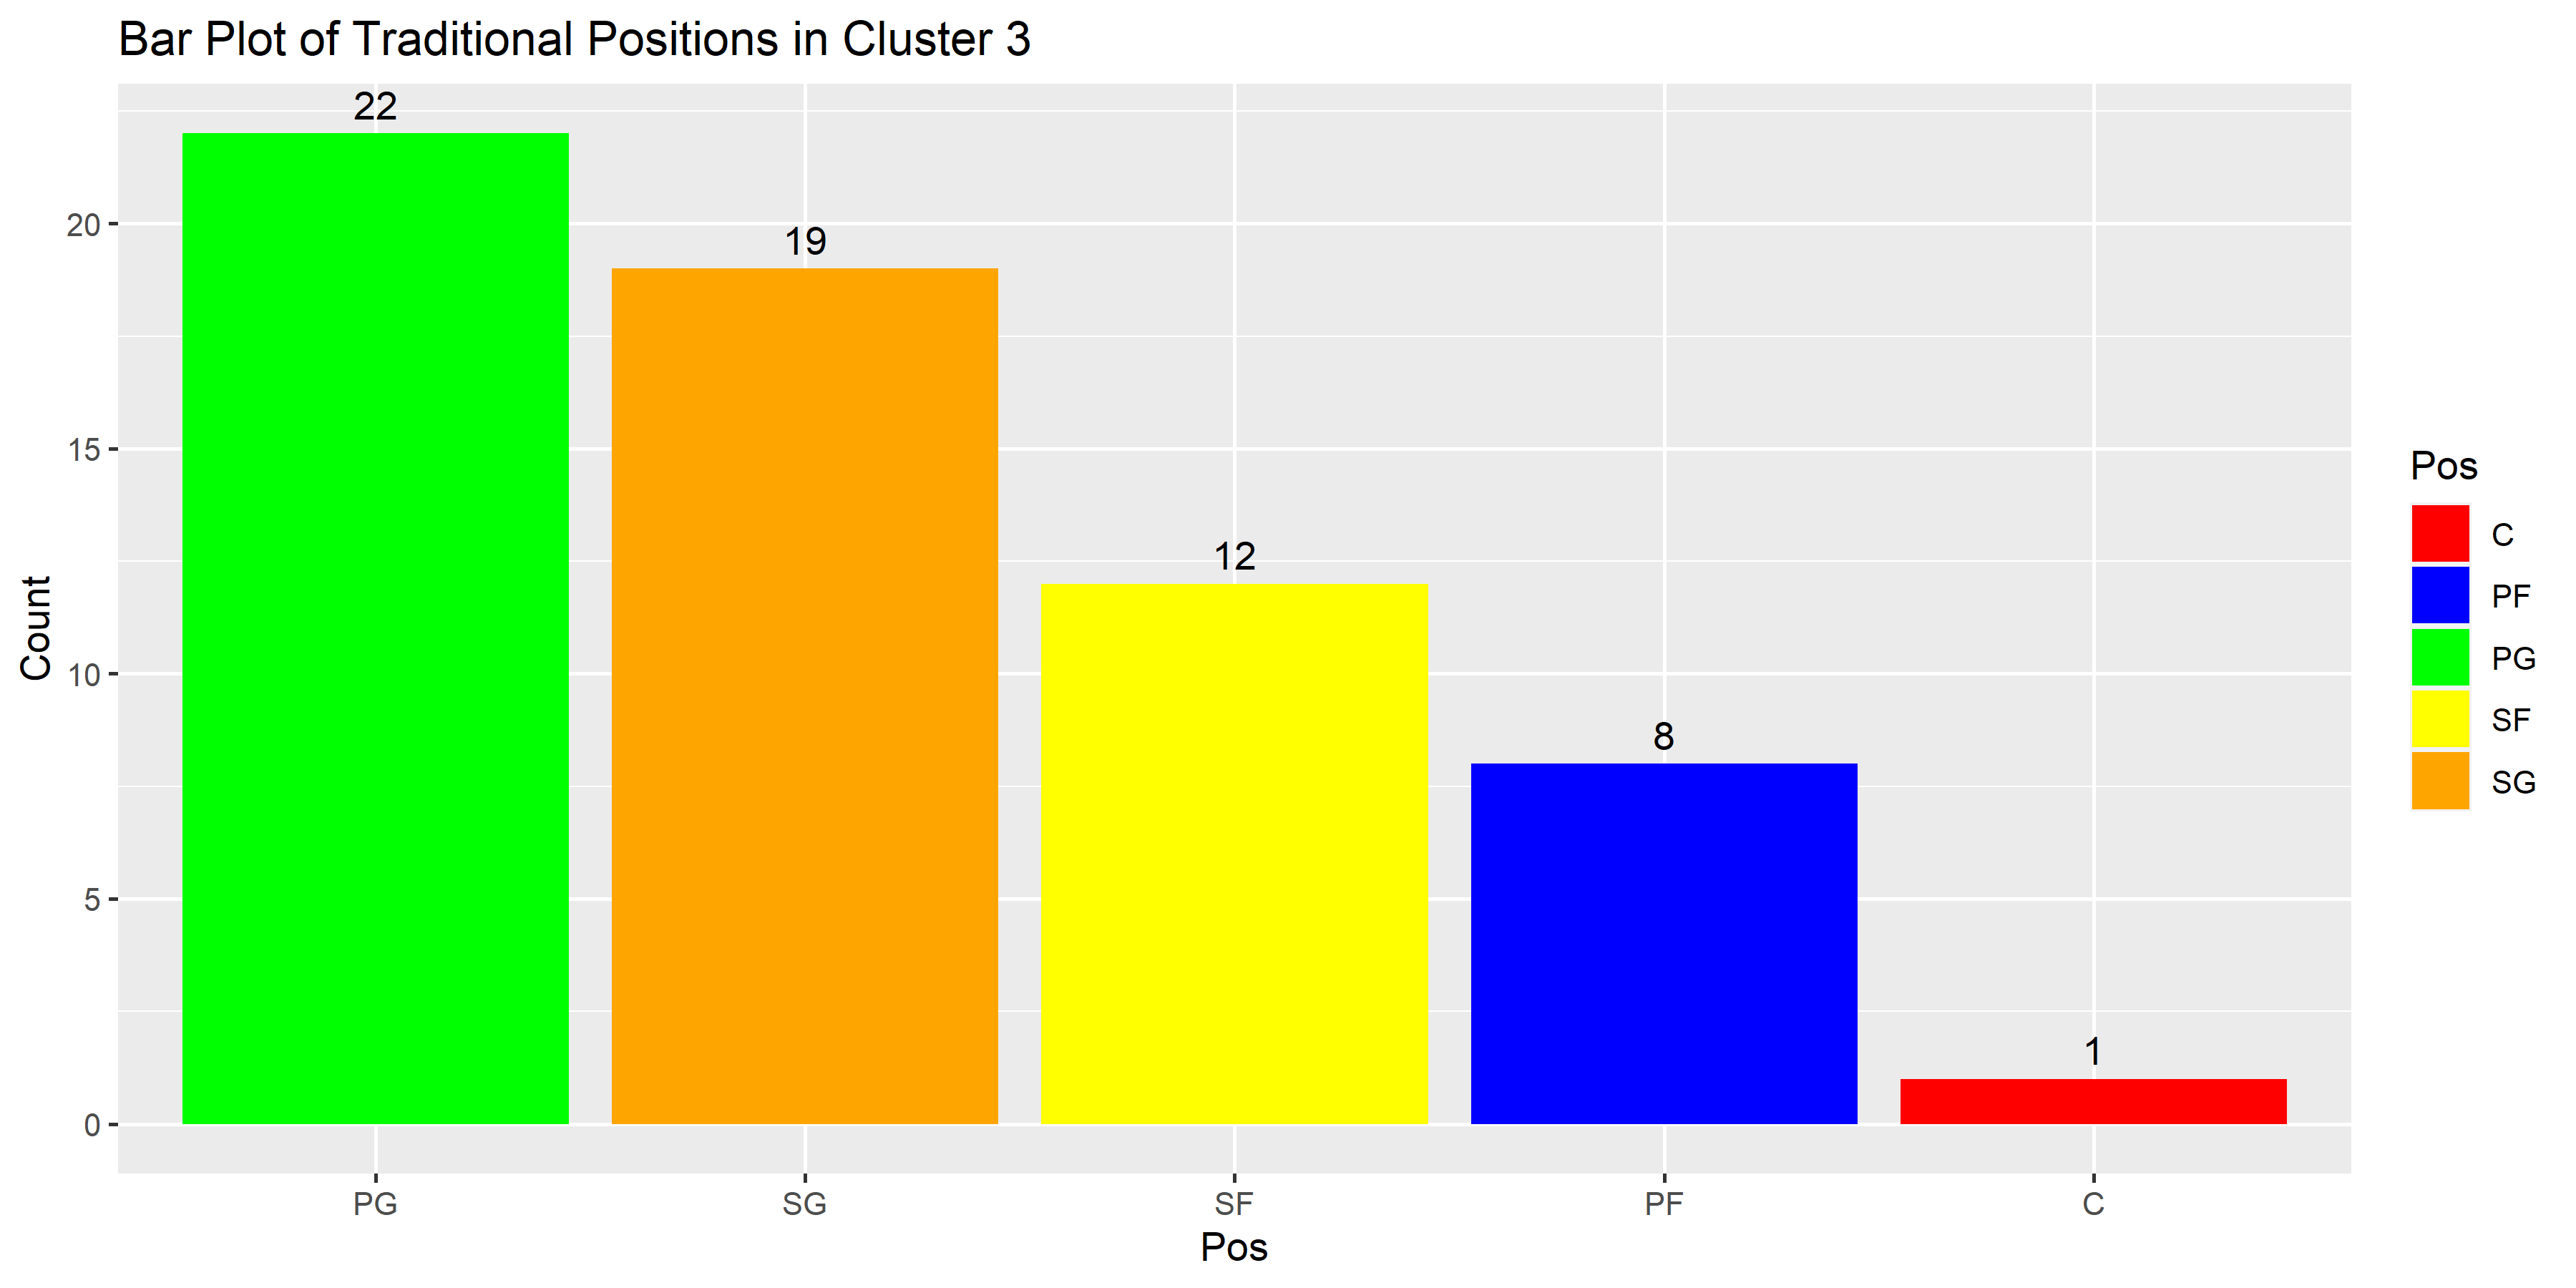 Bar Plot of Traditional Positions in Cluster 3
22
19
12
8
1
20
15
10
5
0
Count
PG
SG
SF
PF
C
Pos
Pos
C
PF
PG
SF
SG